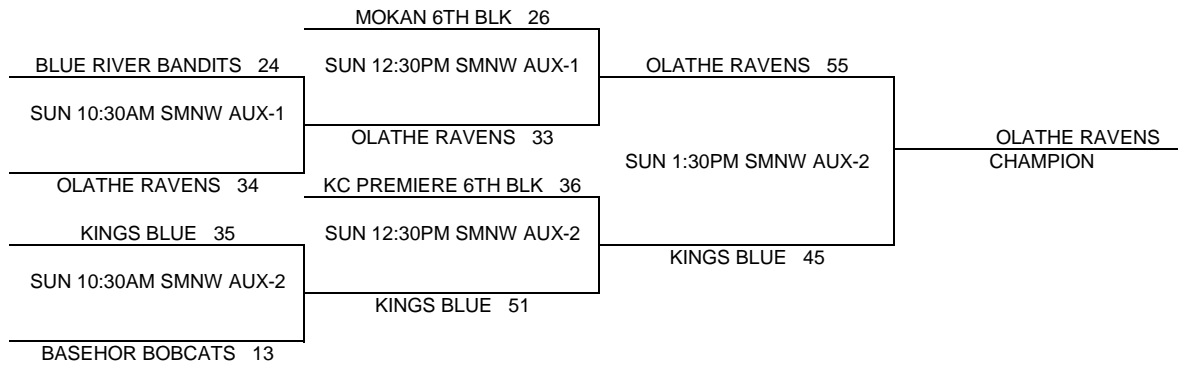 MOKAN 6TH BLK 26
BLUE RIVER BANDITS 24
SUN 12:30PM SMNW AUX-1
OLATHE RAVENS 55
SUN 10:30AM SMNW AUX-1
OLATHE RAVENS 33
OLATHE RAVENS
SUN 1:30PM SMNW AUX-2
CHAMPION
OLATHE RAVENS 34
KC PREMIERE 6TH BLK 36
KINGS BLUE 35
SUN 12:30PM SMNW AUX-2
KINGS BLUE 45
SUN 10:30AM SMNW AUX-2
KINGS BLUE 51
BASEHOR BOBCATS 13